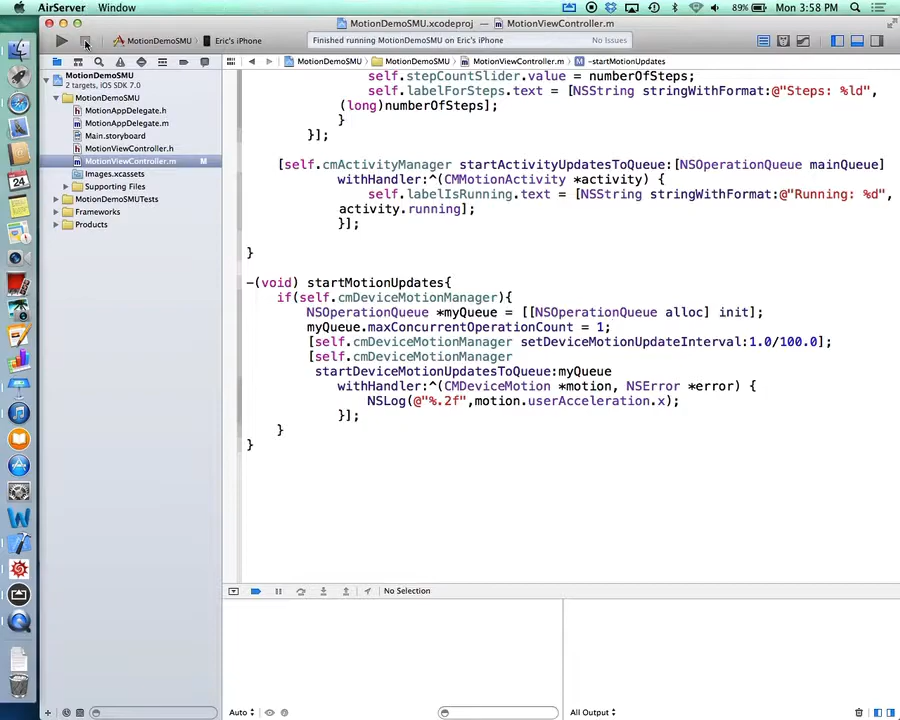 AirServer Window 89% Mon 3:58 PM
MotionDemoSMU.xcodeproj — MotionViewController.m
MotionDemoSMU Eric's iPhone Finished running MotionDemoSMU on Eric's iPhone No Issues
MotionDemoSMU MotionDemoSMU MotionViewController.m -startMotionUpdates
MotionDemoSMU
2 targets, iOS SDK 7.0
MotionDemoSMU
MotionAppDelegate.h
MotionAppDelegate.m
Main.storyboard
MotionViewController.h
MotionViewController.m M
Images.xcassets
Supporting Files
MotionDemoSMUTests
Frameworks
Products
self.stepCountSlider.value = numberOfSteps;
self.labelForSteps.text = [NSString stringWithFormat:@"Steps: %ld",
(long)numberOfSteps];
}
}];
[self.cmActivityManager startActivityUpdatesToQueue:[NSOperationQueue mainQueue]
withHandler:^(CMMotionActivity *activity) {
self.labelIsRunning.text = [NSString stringWithFormat:@"Running: %d",
activity.running];
}];
}
-(void) startMotionUpdates{
if(self.cmDeviceMotionManager){
NSOperationQueue *myQueue = [[NSOperationQueue alloc] init];
myQueue.maxConcurrentOperationCount = 1;
[self.cmDeviceMotionManager setDeviceMotionUpdateInterval:1.0/100.0];
[self.cmDeviceMotionManager
startDeviceMotionUpdatesToQueue:myQueue
withHandler:^(CMDeviceMotion *motion, NSError *error) {
NSLog(@"%.2f",motion.userAcceleration.x);
}];
}
}
No Selection
Auto
All Output
24